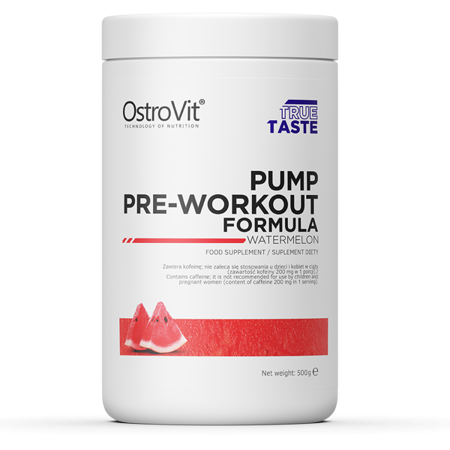 OstroVit®
TECHNOLOGY OF NUTRITION
TRUE
TASTE
PUMP
PRE-WORKOUT
FORMULA
WATERMELON
FOOD SUPPLEMENT / SUPLEMENT DIETY
Zawiera kofeinę; nie zaleca się stosowania u dzieci i kobiet w ciąży
(zawartość kofeiny 200 mg w 1 porcji) /
Contains caffeine; it is not recommended for use by children and
pregnant women (content of caffeine 200 mg in 1 serving).
Net weight: 500g ℮